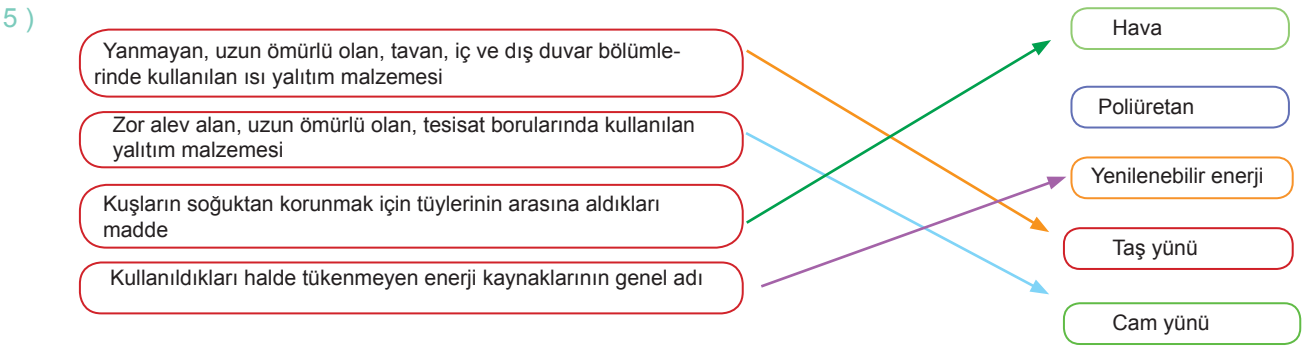 5 )
Yanmayan, uzun ömürlü olan, tavan, iç ve dış duvar bölümle-
rinde kullanılan ısı yalıtım malzemesi
Zor alev alan, uzun ömürlü olan, tesisat borularında kullanılan
yalıtım malzemesi
Kuşların soğuktan korunmak için tüylerinin arasına aldıkları
madde
Kullanıldıkları halde tükenmeyen enerji kaynaklarının genel adı
Hava
Poliüretan
Yenilenebilir enerji
Taş yünü
Cam yünü